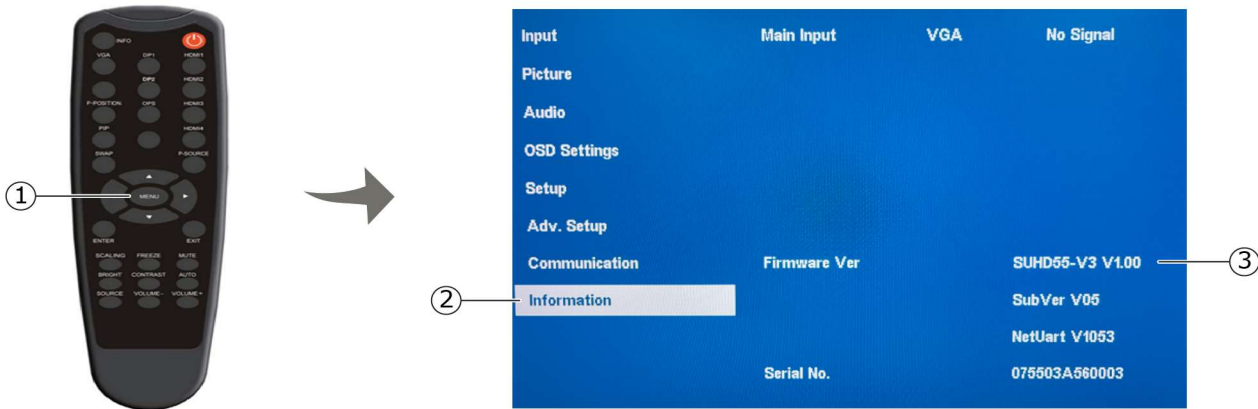 INFO
VGA DP1 HDMI1
DP2 HDMI2
P-POSITION OPS HDMI3
PIP HDMI4
SWAP P-SOURCE
1 MENU
ENTER EXIT
SCALING FREEZE MUTE
BRIGHT CONTRAST AUTO
SOURCE VOLUME- VOLUME+
Input Main Input VGA No Signal
Picture
Audio
OSD Settings
Setup
Adv. Setup
Communication Firmware Ver SUHD55-V3 V1.00 3
2 Information SubVer V05
NetUart V1053
Serial No. 075503A560003